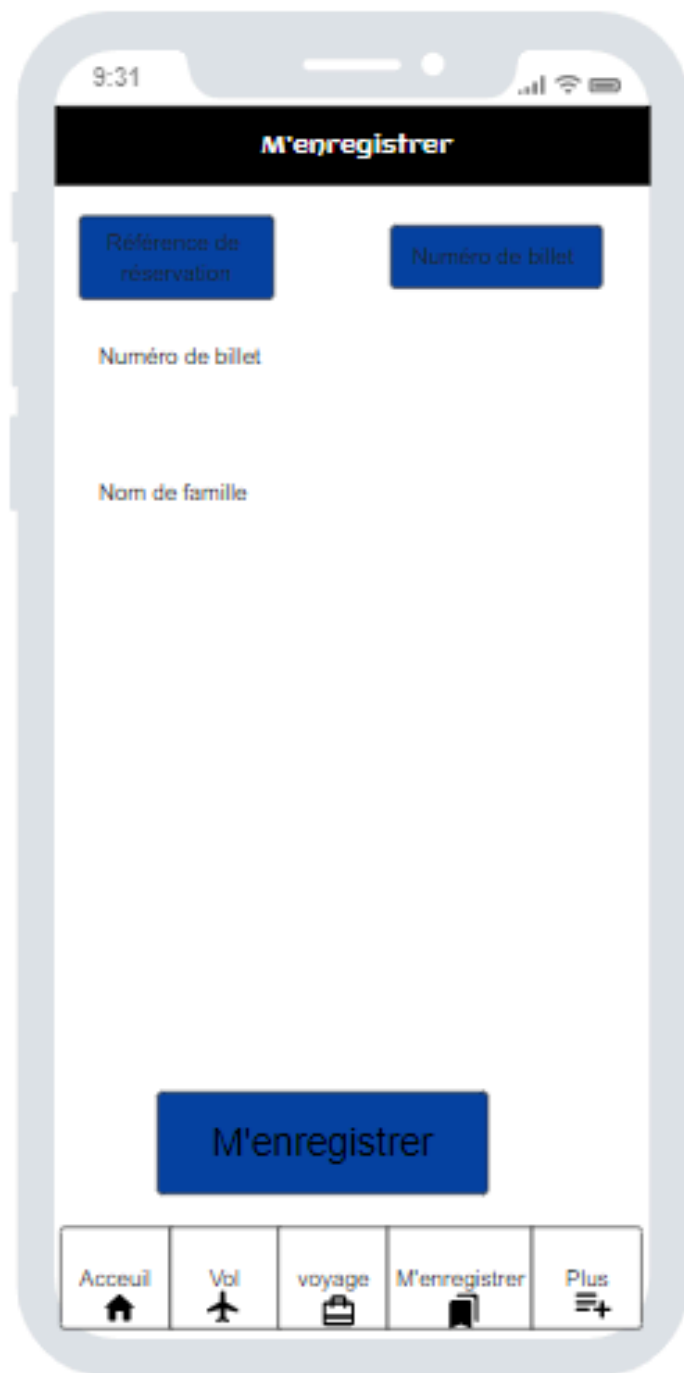 9:31
M'enregistrer
Référence de
réservation
Numéro de billet
Numéro de billet
Nom de famille
M'enregistrer
Acceuil
Vol
voyage
M'enregistrer
Plus